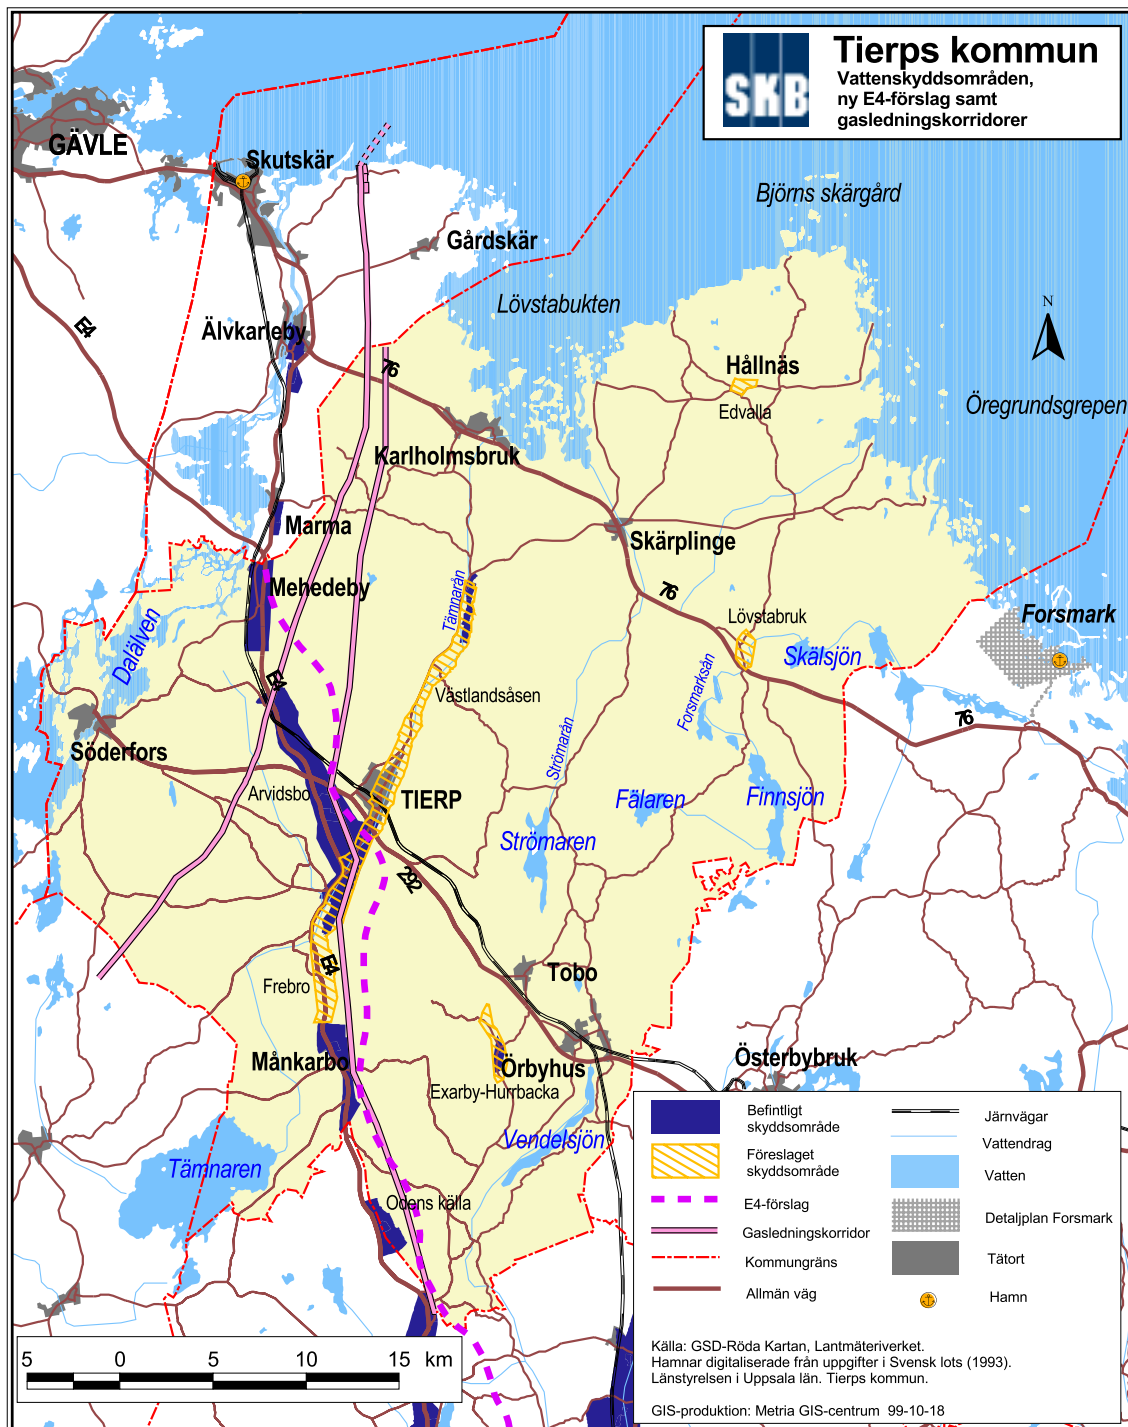 SKB
Tierps kommun
Vattenskyddsområden,
ny E4-förslag samt
gasledningskorridorer
GÄVLE
Skutskär
Björns skärgård
Gårdskär
Lövstabukten
N
E4
Älvkarleby
76
Hållnäs
Edvalla
Öregrundsgrepen
Karlholmsbruk
Marma
Skärplinge
Mehedeby
Tämnarån
76
Lövstabruk
Forsmark
Dalälven
Skälsjön
E4
Västlandsåsen
Forsmarksån
76
Söderfors
Strömarån
Arvidsbo
TIERP
Fälaren
Finnsjön
Strömaren
292
E4
Tobo
Frebro
Månkarbo
Örbyhus
Österbybruk
Exarby-Hurrbacka
Vendelsjön
Tämnaren
Odens källa
Befintligt
skyddsområde
Föreslaget
skyddsområde
E4-förslag
Gasledningskorridor
Kommungräns
Allmän väg
Järnvägar
Vattendrag
Vatten
Detaljplan Forsmark
Tätort
Hamn
Källa: GSD-Röda Kartan, Lantmäteriverket.
Hamnar digitaliserade från uppgifter i Svensk lots (1993).
Länstyrelsen i Uppsala län. Tierps kommun.
GIS-produktion: Metria GIS-centrum 99-10-18
5 0 5 10 15 km